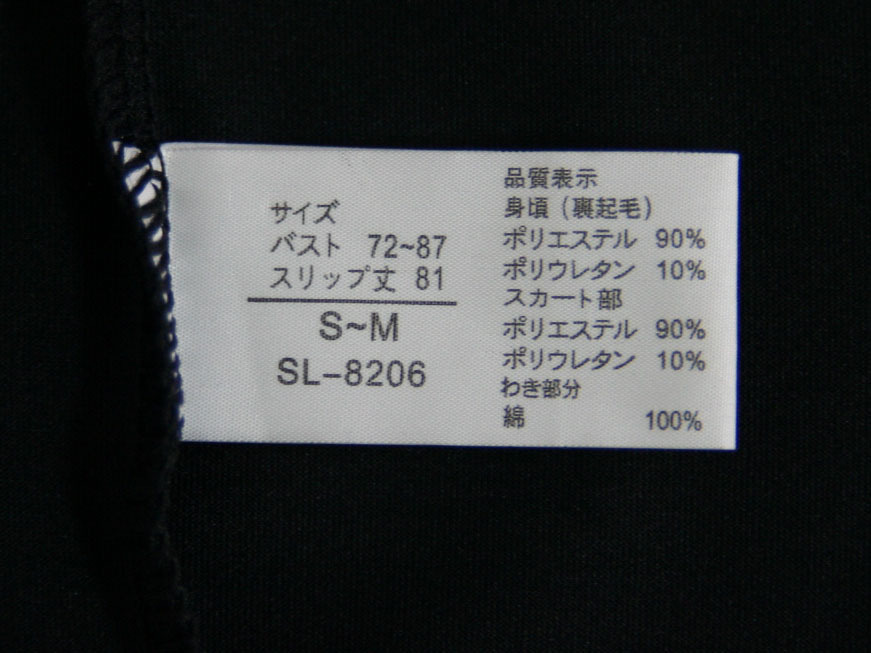 サイズ
バスト 72~87
スリップ丈 81
S~M
SL-8206
品質表示
身頃（裏起毛）
ポリエステル 90%
ポリウレタン 10%
スカート部
ポリエステル 90%
ポリウレタン 10%
わき部分
綿 100%